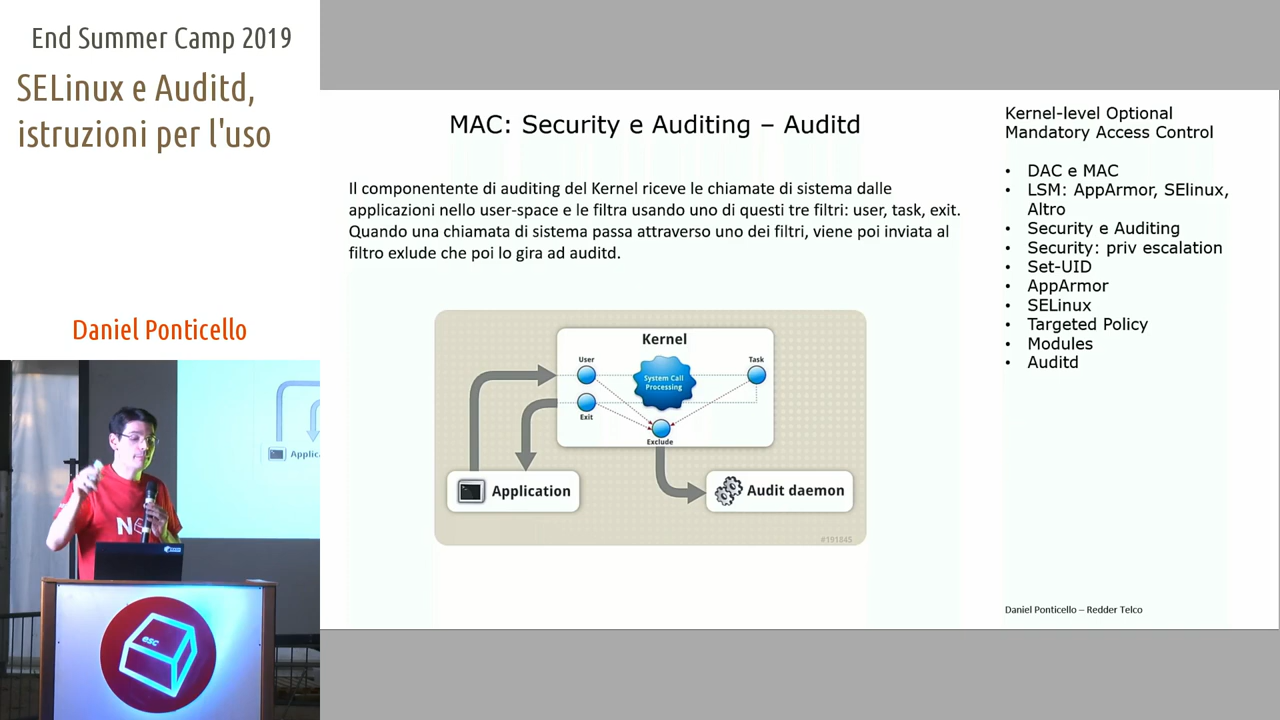 End Summer Camp 2019
SELinux e Auditd,
istruzioni per l'uso
Daniel Ponticello
MAC: Security e Auditing – Auditd
Il componentente di auditing del Kernel riceve le chiamate di sistema dalle
applicazioni nello user-space e le filtra usando uno di questi tre filtri: user, task, exit.
Quando una chiamata di sistema passa attraverso uno dei filtri, viene poi inviata al
filtro exlude che poi lo gira ad auditd.
Kernel
User
Task
System Call
Processing
Exit
Exclude
Application
Audit daemon
#191845
Kernel-level Optional
Mandatory Access Control
• DAC e MAC
• LSM: AppArmor, SElinux,
Altro
• Security e Auditing
• Security: priv escalation
• Set-UID
• AppArmor
• SELinux
• Targeted Policy
• Modules
• Auditd
Daniel Ponticello – Redder Telco
Applic
esc